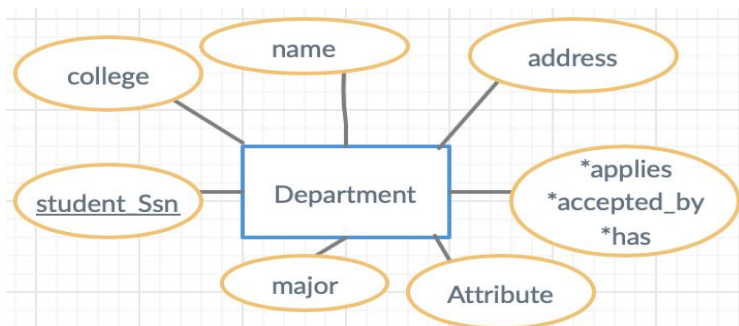 name
college
address
*applies
*accepted_by
*has
student_Ssn
Department
major
Attribute